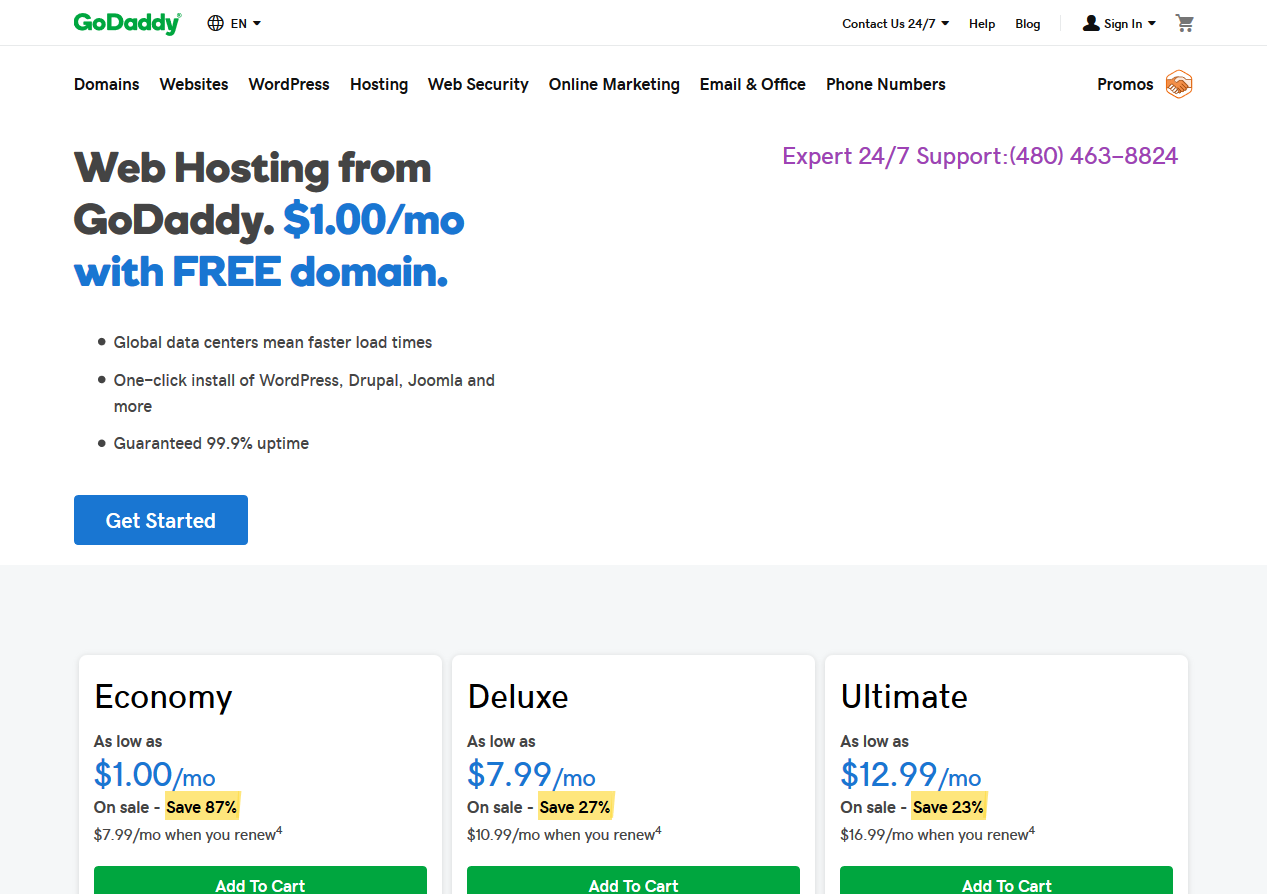 GoDaddy®
EN
Contact Us 24/7
Help
Blog
Sign In
Domains
Websites
WordPress
Hosting
Web Security
Online Marketing
Email & Office
Phone Numbers
Promos
Web Hosting from
GoDaddy. $1.00/mo
with FREE domain.
Expert 24/7 Support:(480) 463-8824
Global data centers mean faster load times
One-click install of WordPress, Drupal, Joomla and
more
Guaranteed 99.9% uptime
Get Started
Economy
As low as
$1.00/mo
On sale - Save 87%
$7.99/mo when you renew4
Add To Cart
Deluxe
As low as
$7.99/mo
On sale - Save 27%
$10.99/mo when you renew4
Add To Cart
Ultimate
As low as
$12.99/mo
On sale - Save 23%
$16.99/mo when you renew4
Add To Cart